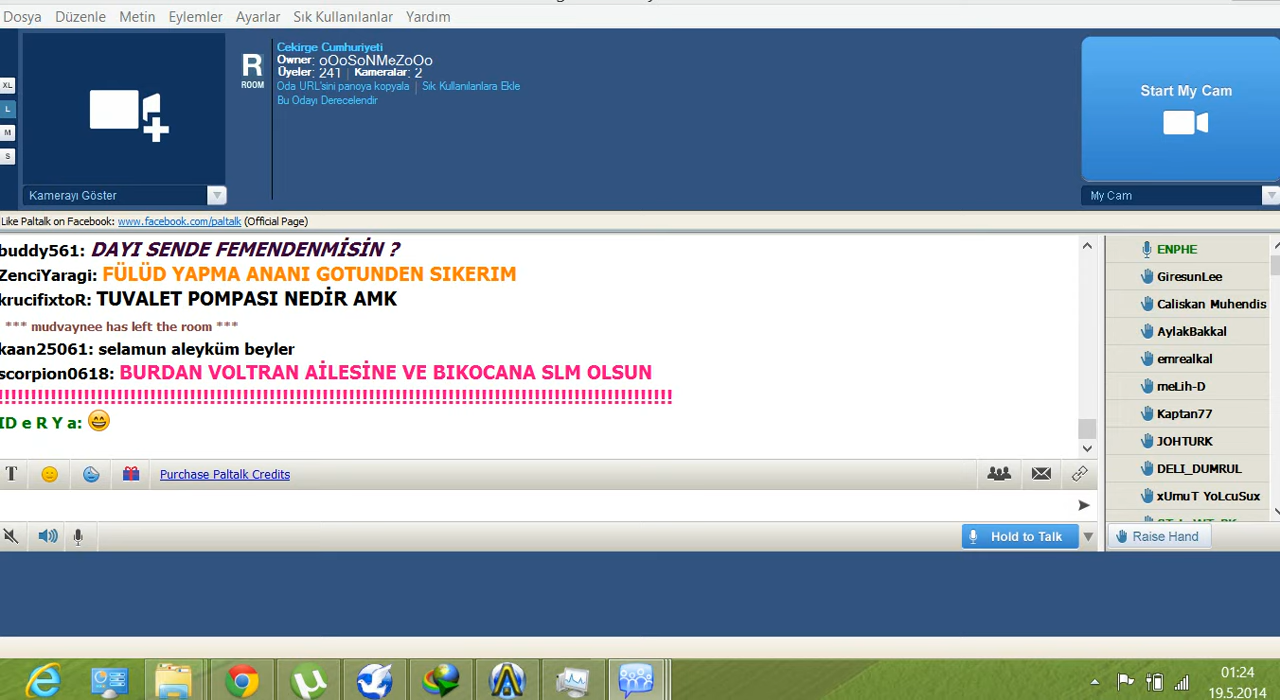 Dosya Düzenle Metin Eylemler Ayarlar Sık Kullanılanlar Yardım
Cekirge Cumhuriyeti
R ROOM
Owner: oOoSoNMeZoOo
Üyeler: 241 | Kameralar: 2
Oda URL'sini panoya kopyala | Sık Kullanılanlara Ekle
Bu Odayı Derecelendir
XL
L
M
S
Start My Cam
Kamerayı Göster
My Cam
Like Paltalk on Facebook: www.facebook.com/paltalk (Official Page)
buddy561: DAYI SENDE FEMENDENMİSİN ?
ZenciYaragi: FÜLÜD YAPMA ANANI GOTUNDEN SIKERIM
krucifixtoR: TUVALET POMPASI NEDİR AMK
*** mudvaynee has left the room ***
kaan25061: selamun aleyküm beyler
scorpion0618: BURDAN VOLTRAN AİLESİNE VE BIKOCANA SLM OLSUN
!!!!!!!!!!!!!!!!!!!!!!!!!!!!!!!!!!!!!!!!!!!!!!!!!!!!!!!!!!!!!!!!!!!!!!!!!!!!!!!!!!!!!!!!!!!!!!!!!!!!
ID e R Y a:
ENPHE
GiresunLee
Caliskan Muhendis
AylakBakkal
emrealkal
meLih-D
Kaptan77
JOHTURK
DELI_DUMRUL
xUmuT YoLcuSux
T
Purchase Paltalk Credits
Hold to Talk
Raise Hand
01:24
19.5.2014